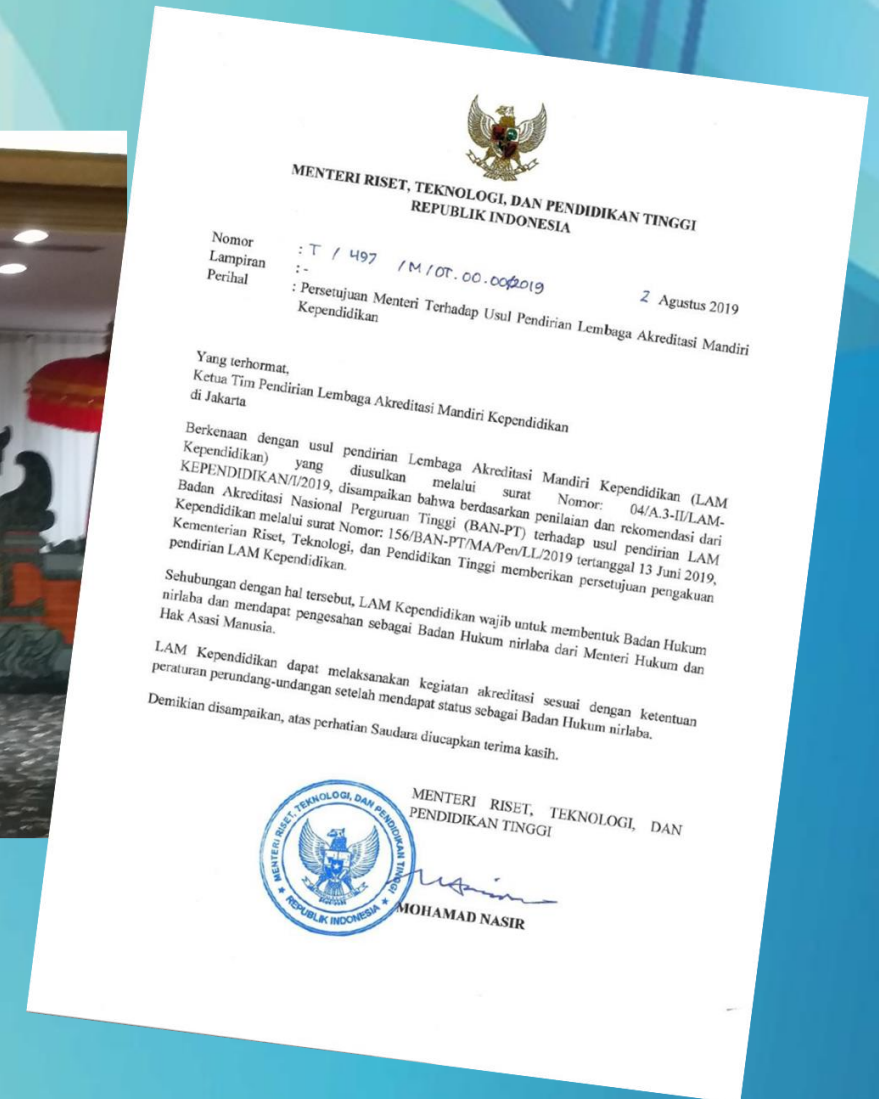 MENTERI RISET, TEKNOLOGI, DAN PENDIDIKAN TINGGI
REPUBLIK INDONESIA
Nomor : T / 497 /M/OT.00.00/2019 2 Agustus 2019
Lampiran : -
Perihal : Persetujuan Menteri Terhadap Usul Pendirian Lembaga Akreditasi Mandiri
Kependidikan
Yang terhormat,
Ketua Tim Pendirian Lembaga Akreditasi Mandiri Kependidikan
di Jakarta
Berkenaan dengan usul pendirian Lembaga Akreditasi Mandiri Kependidikan (LAM
Kependidikan) yang diusulkan melalui surat Nomor: 04/A.3-II/LAM-
KEPENDIDIKAN/I/2019, disampaikan bahwa berdasarkan penilaian dan rekomendasi dari
Badan Akreditasi Nasional Perguruan Tinggi (BAN-PT) terhadap usul pendirian LAM
Kependidikan melalui surat Nomor: 156/BAN-PT/MA/Pen/LL/2019 tertanggal 13 Juni 2019,
Kementerian Riset, Teknologi, dan Pendidikan Tinggi memberikan persetujuan pengakuan
pendirian LAM Kependidikan.
Sehubungan dengan hal tersebut, LAM Kependidikan wajib untuk membentuk Badan Hukum
nirlaba dan mendapat pengesahan sebagai Badan Hukum nirlaba dari Menteri Hukum dan
Hak Asasi Manusia.
LAM Kependidikan dapat melaksanakan kegiatan akreditasi sesuai dengan ketentuan
peraturan perundang-undangan setelah mendapat status sebagai Badan Hukum nirlaba.
Demikian disampaikan, atas perhatian Saudara diucapkan terima kasih.
MENTERI RISET, TEKNOLOGI, DAN
PENDIDIKAN TINGGI
MENTERI RISET, TEKNOLOGI, DAN PENDIDIKAN TINGGI
REPUBLIK INDONESIA
MOHAMAD NASIR